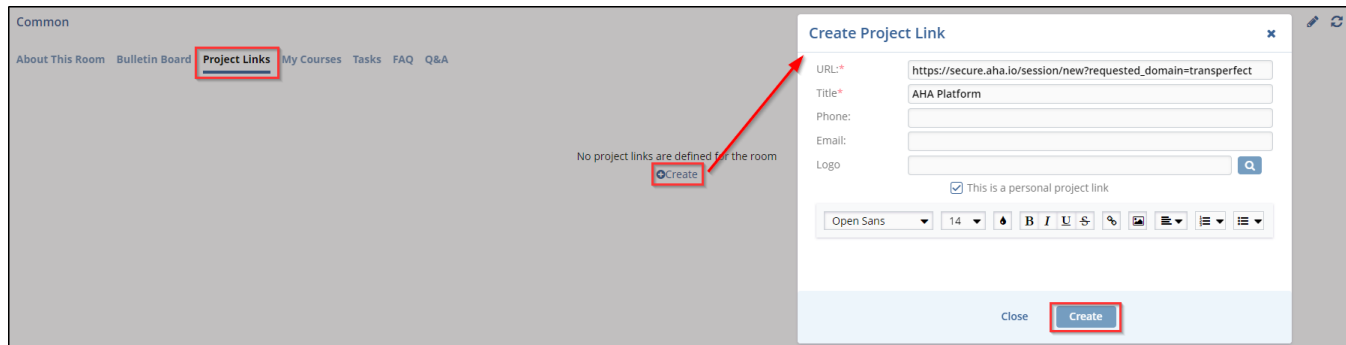 Common
About This Room Bulletin Board Project Links My Courses Tasks FAQ Q&A
No project links are defined for the room
Create
Create Project Link
URL:* https://secure.aha.io/session/new?requested_domain=transperfect
Title* AHA Platform
Phone:
Email:
Logo
This is a personal project link
Open Sans 14 B I U S
Close Create